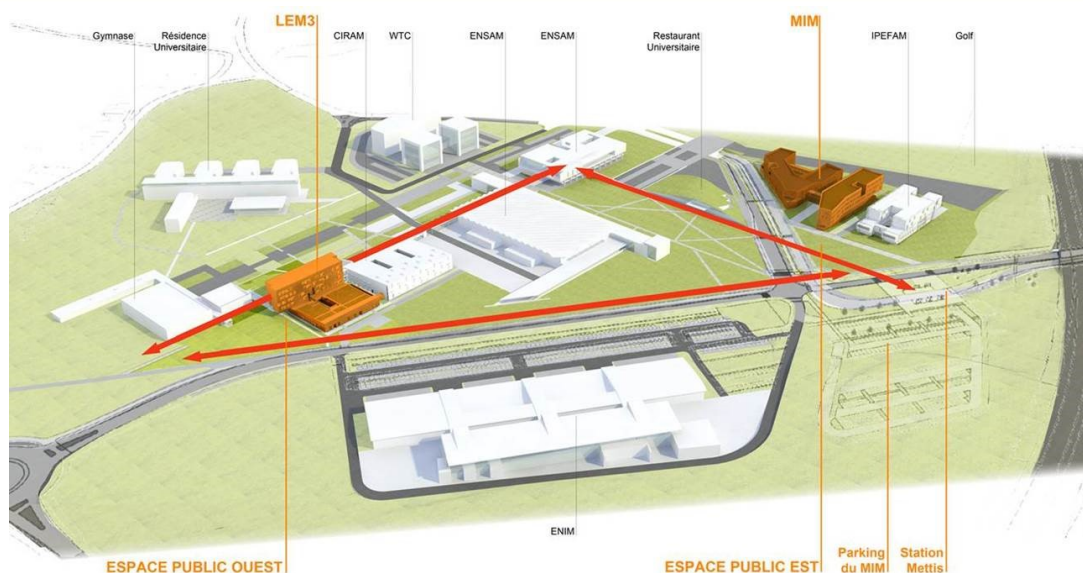 LEM3
MIM
Gymnase
Résidence
Universitaire
CIRAM
WTC
ENSAM
ENSAM
Restaurant
Universitaire
IPEFAM
Golf
ENIM
ESPACE PUBLIC OUEST
ESPACE PUBLIC EST
Parking
du MIM
Station
Mettis